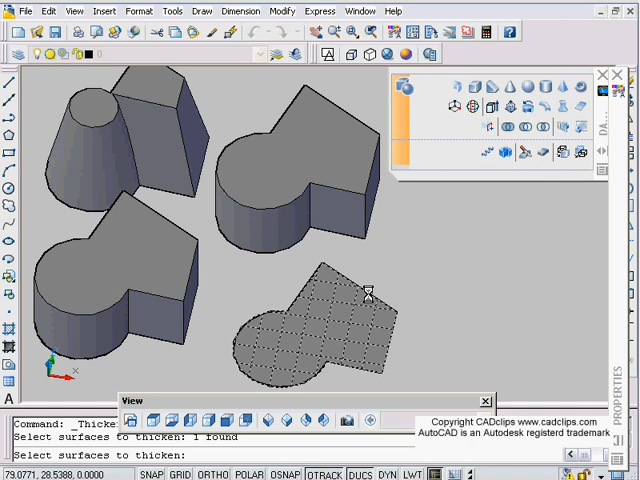 File Edit View Insert Format Tools Draw Dimension Modify Express Window Help
0
DA...
X
A
View
PROPERTIES
Command: _Thicke
Select surfaces to thicken: 1 found
Select surfaces to thicken:
Copyright CADclips www.cadclips.com
AutoCAD is an Autodesk registerd trademark
79.0771, 28.5388, 0.0000 SNAP GRID ORTHO POLAR OSNAP OTRACK DUCS DYN LWT